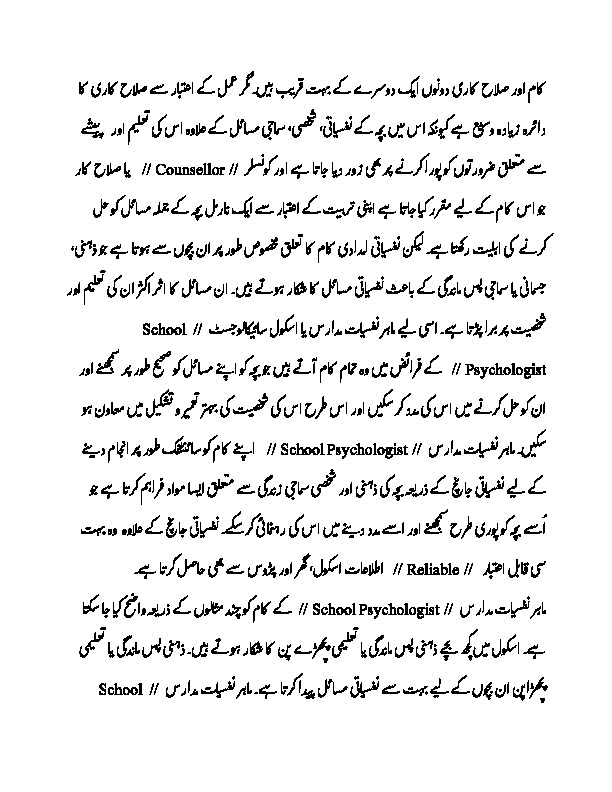 کام اور صلاح کاری دونوں ایک دوسرے کے بہت قریب ہیں۔ مگر عمل کے اعتبار سے صلاح کاری کا
دائرہ زیادہ وسیع ہے کیونکہ اس میں بچہ کے نفسیاتی، شخصی، سماجی مسائل کے علاوہ اس کی تعلیم اور پیشے
سے متعلق ضرورتوں کو پورا کرنے پر بھی زور دیا جاتا ہے اور کونسلر // Counsellor // یا صلاح کار
جو اس کام کے لیے مقرر کیا جاتا ہے اپنی تربیت کے اعتبار سے ایک نارمل بچہ کے جملہ مسائل کو حل
کرنے کی اہلیت رکھتا ہے۔ لیکن نفسیاتی امدادی کام کا تعلق مخصوص طور پر ان بچوں سے ہوتا ہے جو ذہنی،
جسمانی یا سماجی پس ماندگی کے باعث نفسیاتی مسائل کا شکار ہوتے ہیں۔ ان مسائل کا اثر اکثر ان کی تعلیم اور
شخصیت پر برا پڑتا ہے۔ اسی لیے ماہر نفسیات مدارس یا اسکول سائیکالوجسٹ // School
Psychologist // کے فرائض میں وہ تمام کام آتے ہیں جو بچہ کو اپنے مسائل کو صحیح طور پر سمجھنے اور
ان کو حل کرنے میں اس کی مدد کر سکیں اور اس طرح اس کی شخصیت کی بہتر تعمیر و تشکیل میں معاون ہو
سکیں۔ ماہر نفسیات مدارس // School Psychologist // اپنے کام کو سائنٹفک طور پر انجام دینے
کے لیے نفسیاتی جانچ کے ذریعہ بچہ کی ذہنی اور شخصی سماجی زندگی سے متعلق ایسا مواد فراہم کرتا ہے جو
اُسے بچہ کو پوری طرح سمجھنے اور اسے مدد دینے میں اس کی رہنمائی کر سکے۔ نفسیاتی جانچ کے علاوہ وہ بہت
سی قابل اعتبار // Reliable // اطلاعات اسکول، گھر اور پڑوس سے بھی حاصل کرتا ہے۔
ماہر نفسیات مدارس // School Psychologist // کے کام کو چند مثالوں کے ذریعہ واضح کیا جا سکتا
ہے۔ اسکول میں کچھ بچے ذہنی پس ماندگی یا تعلیمی پچھڑے پن کا شکار ہوتے ہیں۔ ذہنی پس ماندگی یا تعلیمی
پچھڑا پن ان بچوں کے لیے بہت سے نفسیاتی مسائل پیدا کرتا ہے۔ ماہر نفسیات مدارس // School